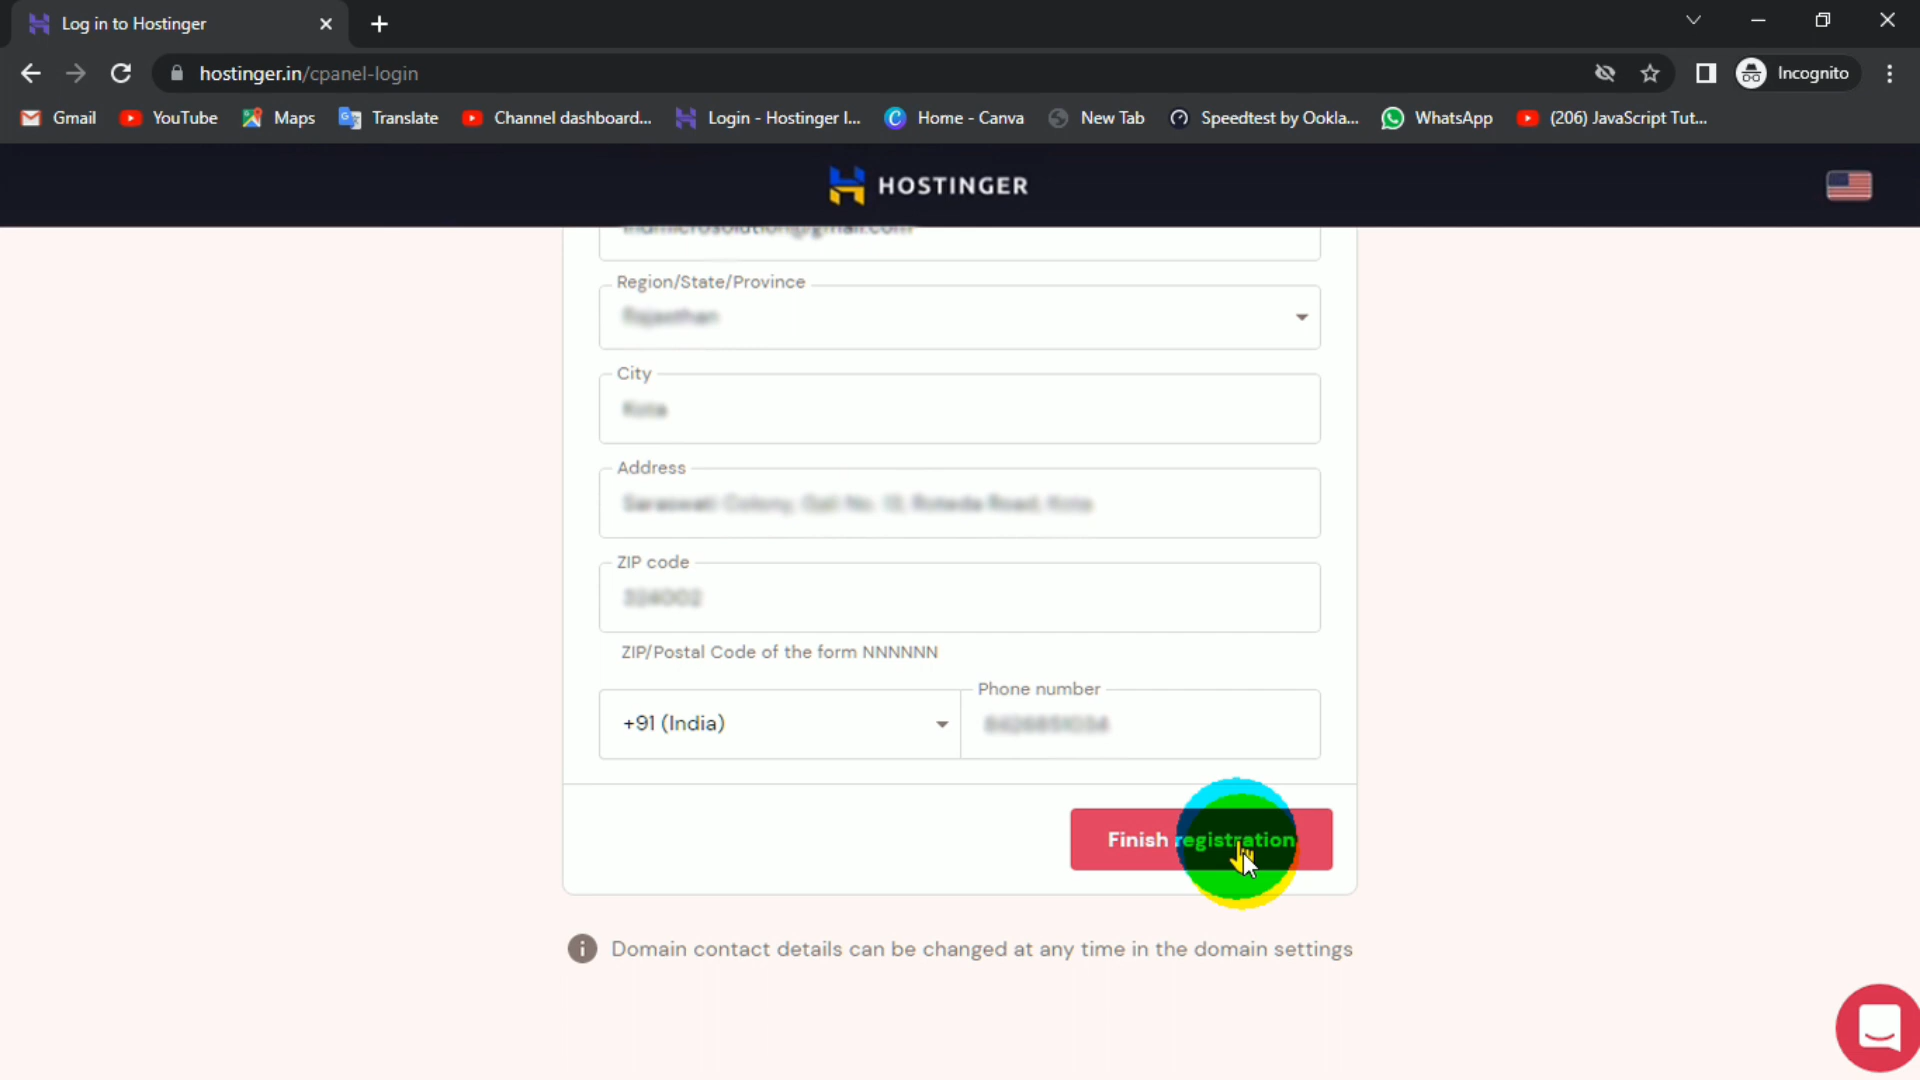 Log in to Hostinger
hostinger.in/cpanel-login
Incognito
Gmail YouTube Maps Translate Channel dashboard... Login - Hostinger I... Home - Canva New Tab Speedtest by Ookla... WhatsApp (206) JavaScript Tut...
HOSTINGER
Region/State/Province
City
Address
ZIP code
ZIP/Postal Code of the form NNNNNN
Phone number
+91 (India)
Finish registration
Domain contact details can be changed at any time in the domain settings